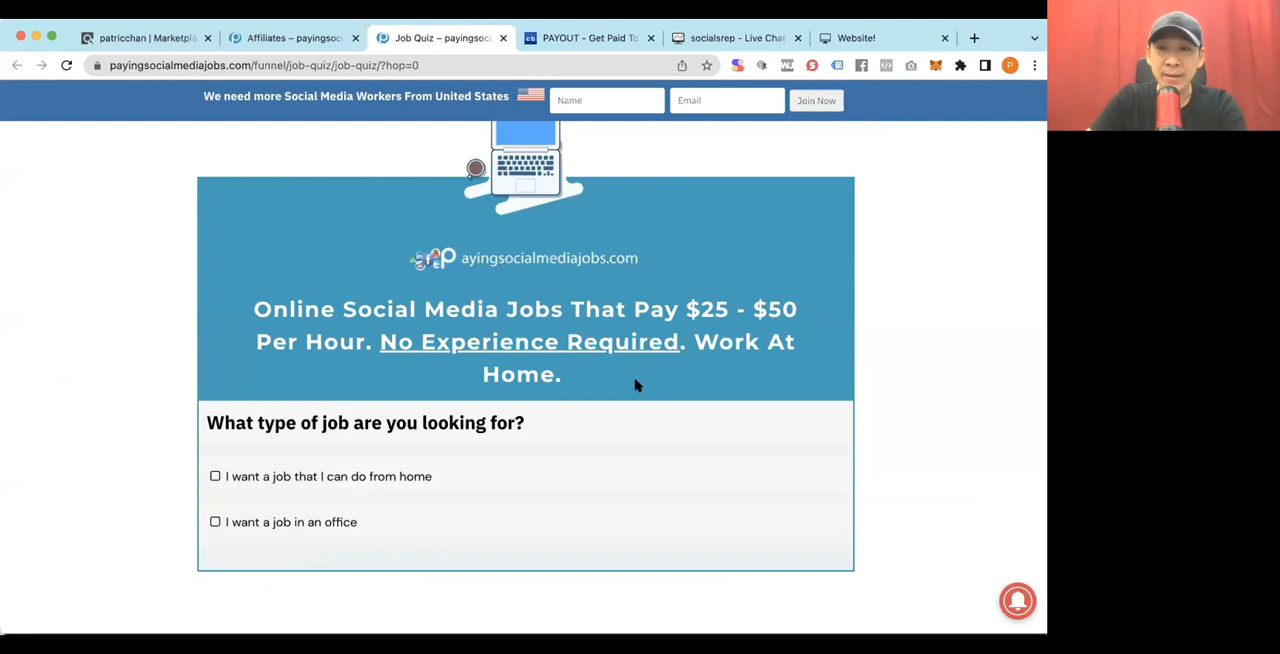 patricchan | Marketpla
Affiliates – payingsoci
Job Quiz – payingsoci
PAYOUT - Get Paid To
socialsrep - Live Chat
Website!
payingsocialmediajobs.com/funnel/job-quiz/job-quiz/?hop=0
We need more Social Media Workers From United States
Name
Email
Join Now
payingsocialmediajobs.com
Online Social Media Jobs That Pay $25 - $50
Per Hour. No Experience Required. Work At
Home.
What type of job are you looking for?
I want a job that I can do from home
I want a job in an office